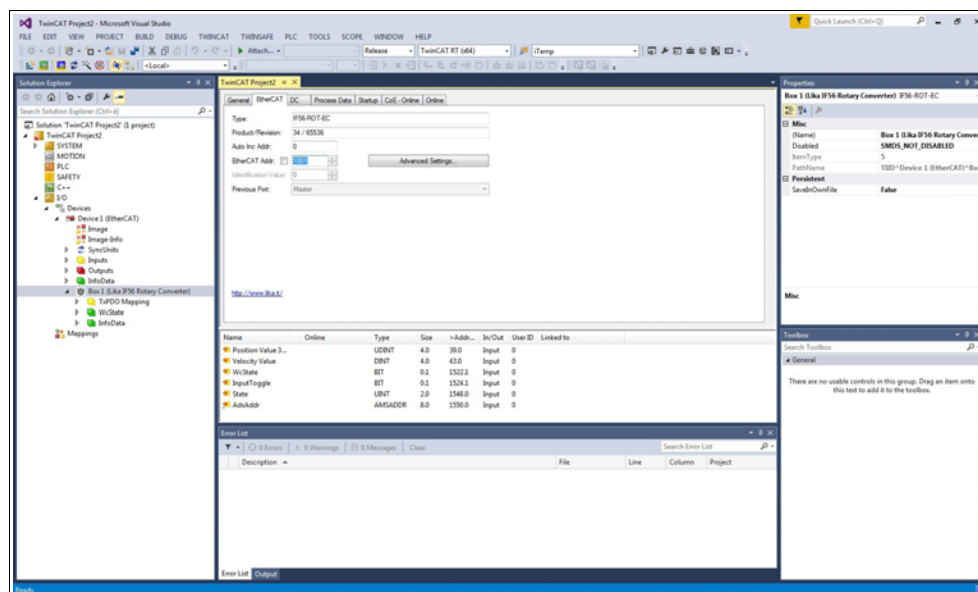 TwinCAT Project2 - Microsoft Visual Studio
Quick Launch (Ctrl+Q)
FILE EDIT VIEW PROJECT BUILD DEBUG TWINCAT TWINSAFE PLC TOOLS SCOPE WINDOW HELP
Attach...
Release
TwinCAT RT (x64)
iTemp
<Local>
Solution Explorer
Search Solution Explorer (Ctrl+è)
Solution 'TwinCAT Project2' (1 project)
TwinCAT Project2
SYSTEM
MOTION
PLC
SAFETY
C++
I/O
Devices
Device 1 (EtherCAT)
Image
Image-Info
SyncUnits
Inputs
Outputs
InfoData
Box 1 (Lika IF56 Rotary Converter)
TxPDO Mapping
WcState
InfoData
Mappings
TwinCAT Project2
General EtherCAT DC Process Data Startup CoE - Online Online
Type: IF56-ROT-EC
Product/Revision: 34 / 65536
Auto Inc Addr: 0
EtherCAT Addr: 1001 Advanced Settings...
Identification Value: 0
Previous Port: Master
http://www.lika.it/
Name Online Type Size >Addr... In/Out User ID Linked to
Position Value 3... UDINT 4.0 39.0 Input 0
Velocity Value DINT 4.0 43.0 Input 0
WcState BIT 0.1 1522.1 Input 0
InputToggle BIT 0.1 1524.1 Input 0
State UINT 2.0 1548.0 Input 0
AdsAddr AMSADDR 8.0 1550.0 Input 0
Error List
0 Errors 0 Warnings 0 Messages Clear
Search Error List
Description File Line Column Project
Error List Output
Properties
Box 1 (Lika IF56 Rotary Converter) IF56-ROT-EC
Misc
(Name) Box 1 (Lika IF56 Rotary Conve
Disabled SMDS_NOT_DISABLED
ItemType 5
PathName TIID^Device 1 (EtherCAT)^Bo
Persistent
SaveInOwnFile False
Misc
Toolbox
Search Toolbox
General
There are no usable controls in this group. Drag an item onto
this text to add it to the toolbox.
Ready